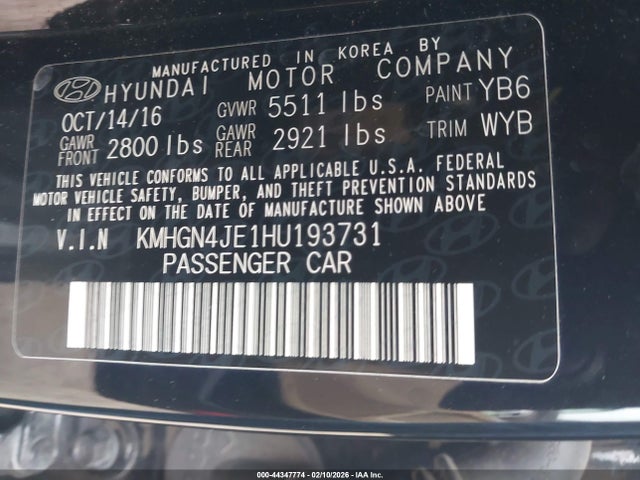 MANUFACTURED IN KOREA BY
HYUNDAI MOTOR COMPANY
OCT/14/16 GVWR 5511 lbs PAINT YB6
GAWR FRONT 2800 lbs GAWR REAR 2921 lbs TRIM WYB
THIS VEHICLE CONFORMS TO ALL APPLICABLE U.S.A. FEDERAL
MOTOR VEHICLE SAFETY, BUMPER, AND THEFT PREVENTION STANDARDS
IN EFFECT ON THE DATE OF MANUFACTURE SHOWN ABOVE
V.I.N KMHGN4JE1HU193731
PASSENGER CAR
000-44347774 - 02/10/2026 - IAA Inc.